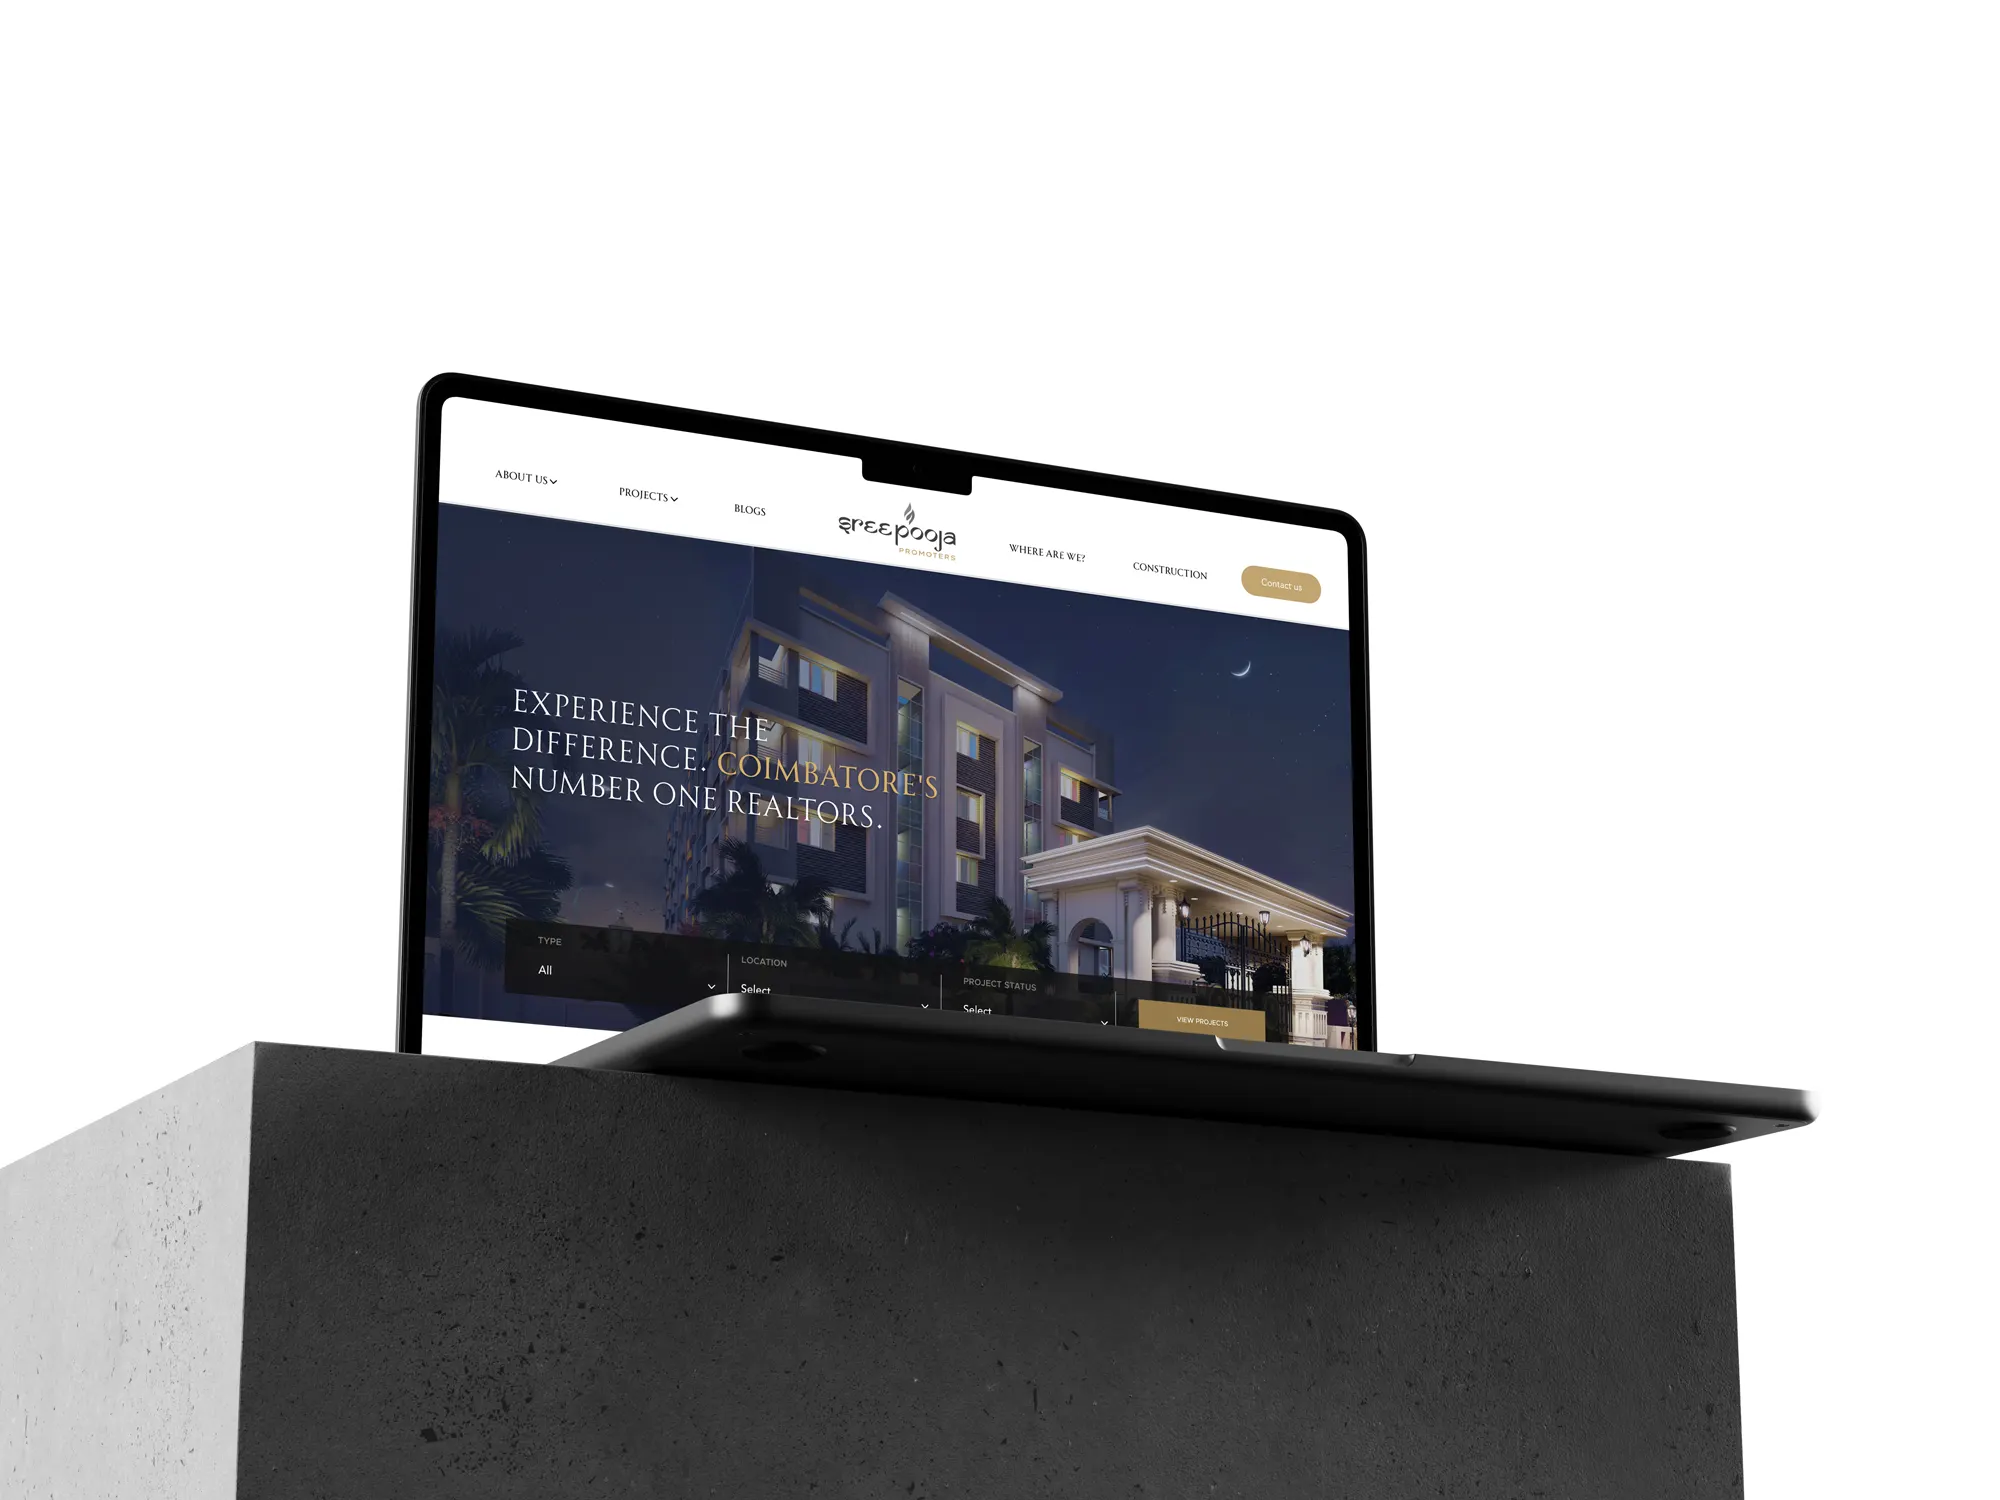 ABOUT US
PROJECTS
BLOGS
sreepooja
PROMOTERS
WHERE ARE WE?
CONSTRUCTION
Contact us
EXPERIENCE THE
DIFFERENCE. COIMBATORE'S
NUMBER ONE REALTORS.
TYPE
All
LOCATION
Select
PROJECT STATUS
Select
VIEW PROJECTS